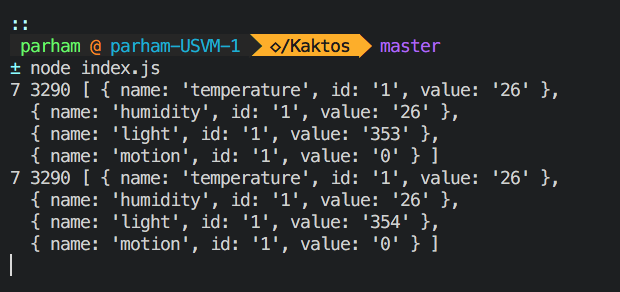 ::
parham @ parham-USVM-1 ◇/Kaktos master
± node index.js
7 3290 [ { name: 'temperature', id: '1', value: '26' },
  { name: 'humidity', id: '1', value: '26' },
  { name: 'light', id: '1', value: '353' },
  { name: 'motion', id: '1', value: '0' } ]
7 3290 [ { name: 'temperature', id: '1', value: '26' },
  { name: 'humidity', id: '1', value: '26' },
  { name: 'light', id: '1', value: '354' },
  { name: 'motion', id: '1', value: '0' } ]